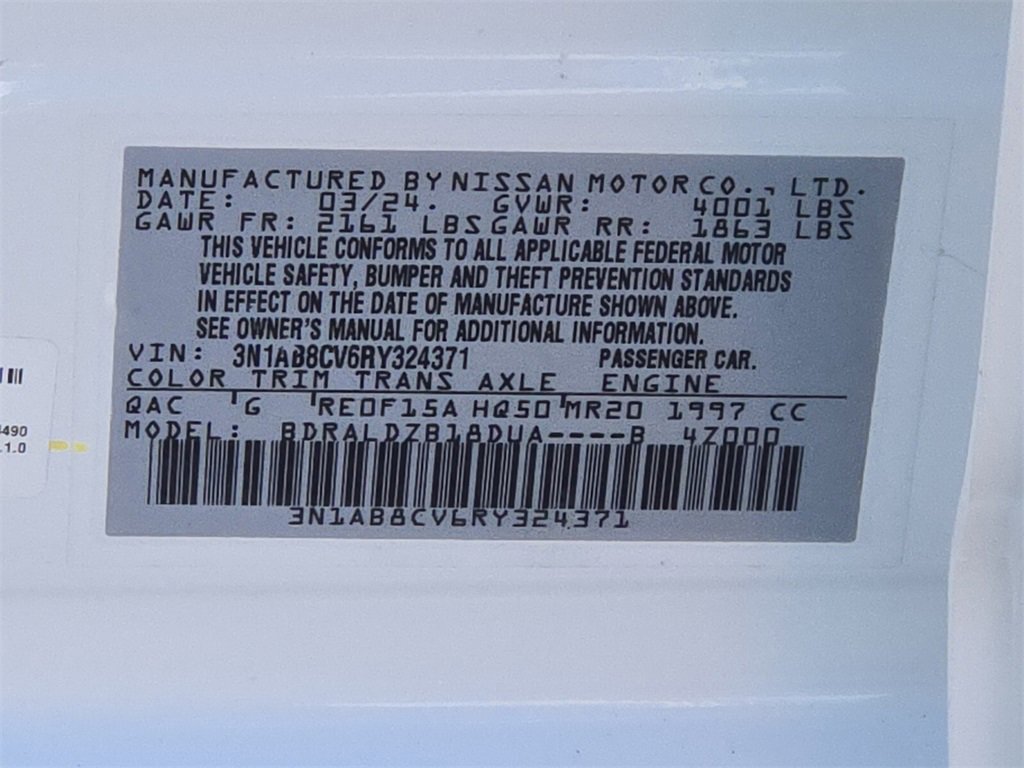 MANUFACTURED BY NISSAN MOTOR CO., LTD.
DATE: 03/24. GVWR: 4001 LBS
GAWR FR: 2161 LBS GAWR RR: 1863 LBS
THIS VEHICLE CONFORMS TO ALL APPLICABLE FEDERAL MOTOR
VEHICLE SAFETY, BUMPER AND THEFT PREVENTION STANDARDS
IN EFFECT ON THE DATE OF MANUFACTURE SHOWN ABOVE.
SEE OWNER'S MANUAL FOR ADDITIONAL INFORMATION.
VIN: 3N1AB8CV6RY324371 PASSENGER CAR.
COLOR TRIM TRANS AXLE ENGINE
QAC G RE0F15A HQ50 MR20 1997 CC
MODEL: BDRALDZB18DUA----B 47000
3N1AB8CV6RY324371
490
.1.0